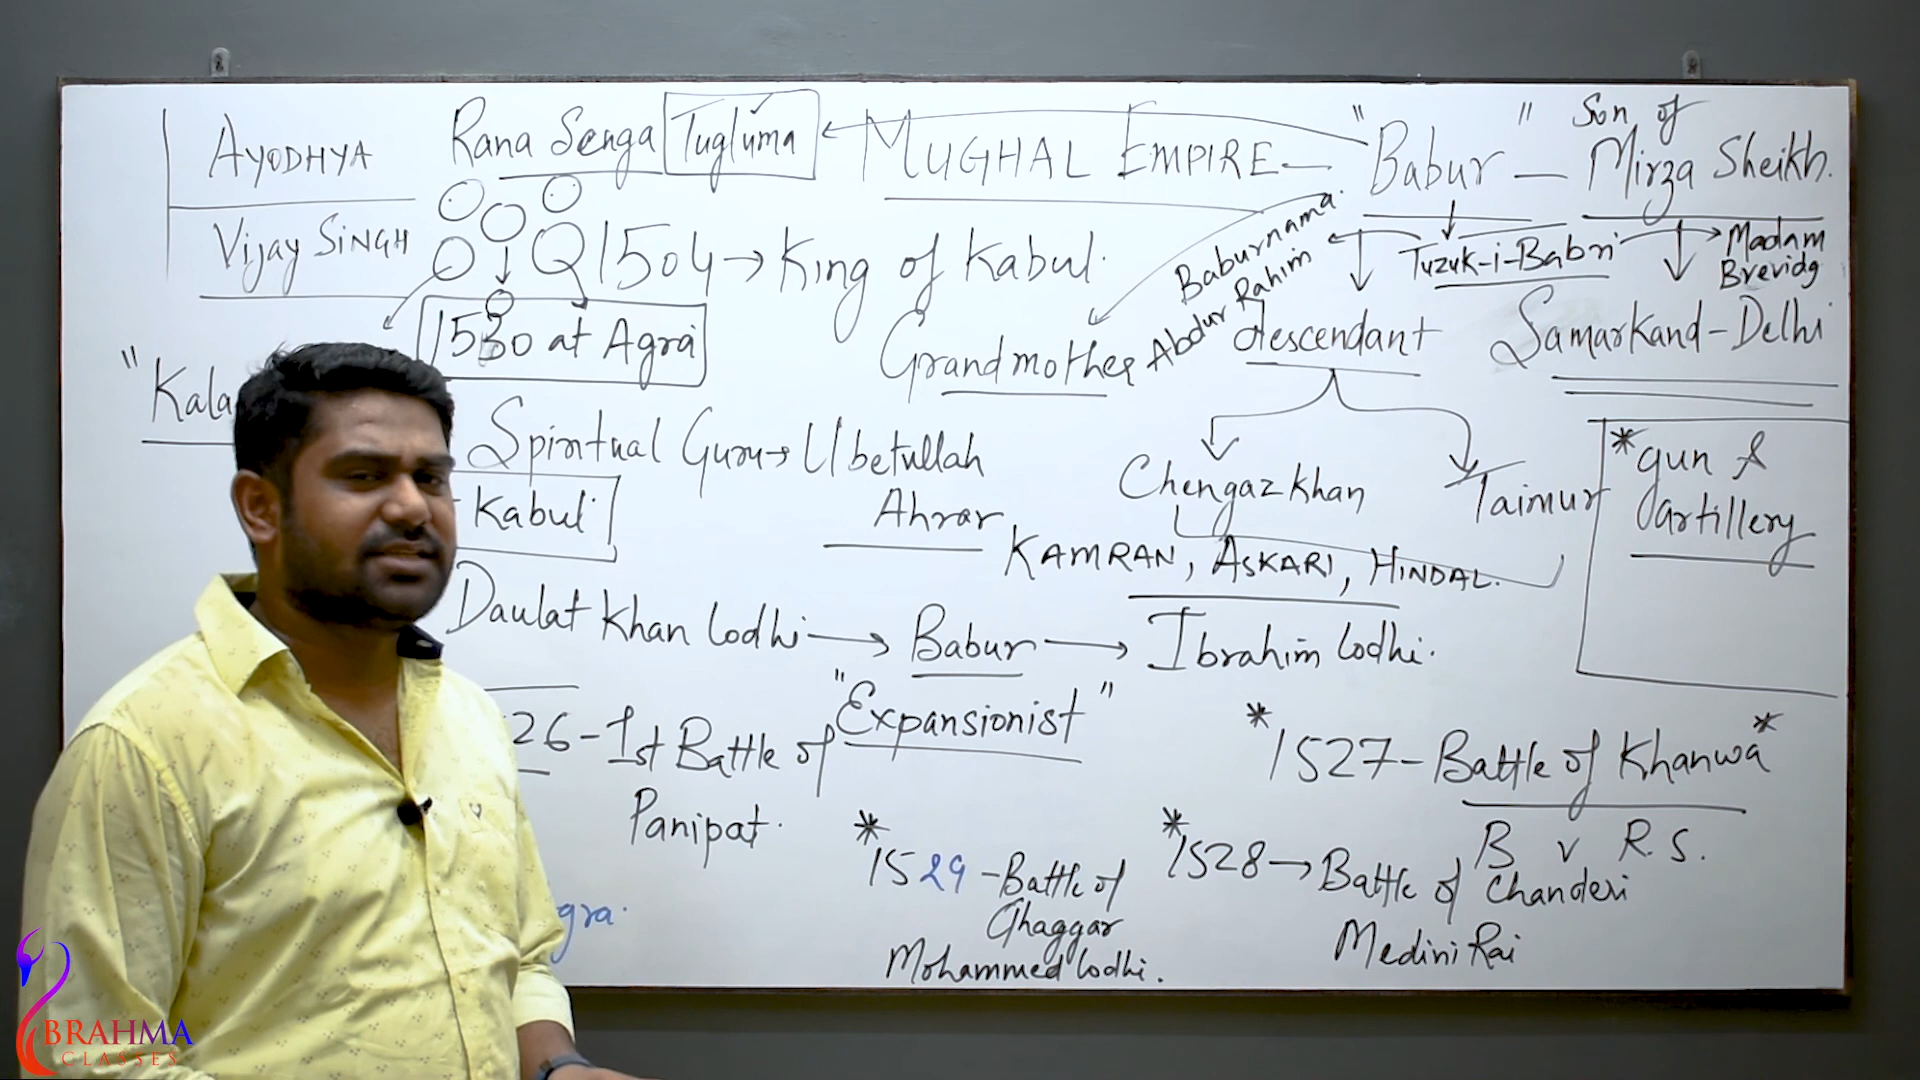 AYODHYA
Vijay SINGH
Rana Senga
Tugluma
MUGHAL EMPIRE—
"Babur" — Son of
Mirza Sheikh.
1504 → King of Kabul.
1530 at Agra
Baburnama
Abdur Rahim
Tuzuk-i-Babri
Madam
Brevidg
Grandmother
descendant
Samarkand-Delhi
"Kala
Spiritual Guru → Ubetullah
Ahrar
Kabul
Chengaz Khan
Taimur
*gun &
artillery
KAMRAN, ASKARI, HINDAL.
Daulat Khan Lodhi → Babur → Ibrahim Lodhi.
"Expansionist"
26-1st Battle of
Panipat.
*1527-Battle of Khanwa*
B v R.S.
*1529-Battle of
Ghaggar
Mohammed Lodhi.
*1528→Battle of Chanderi
Medini Rai
gra.
BRAHMA
CLASSES